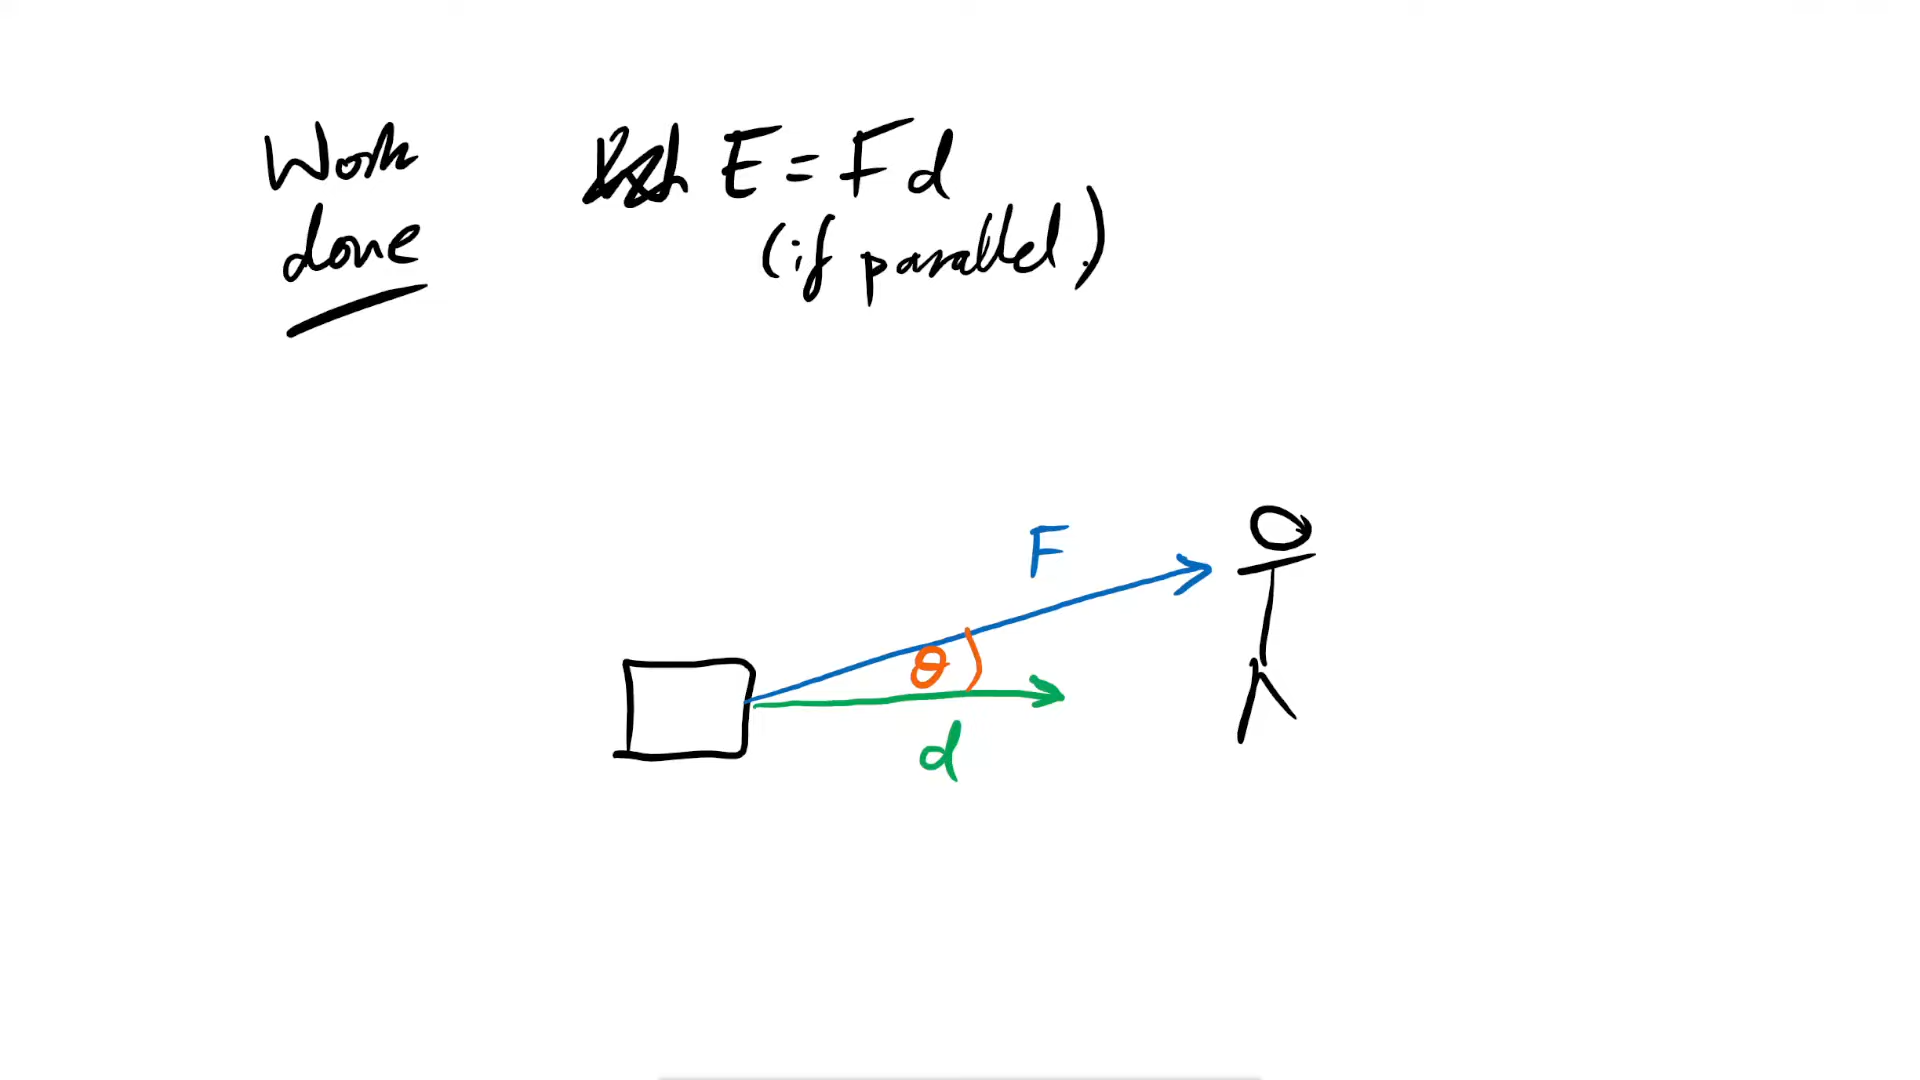 Work
done
E = Fd
(if parallel)
F
θ
d